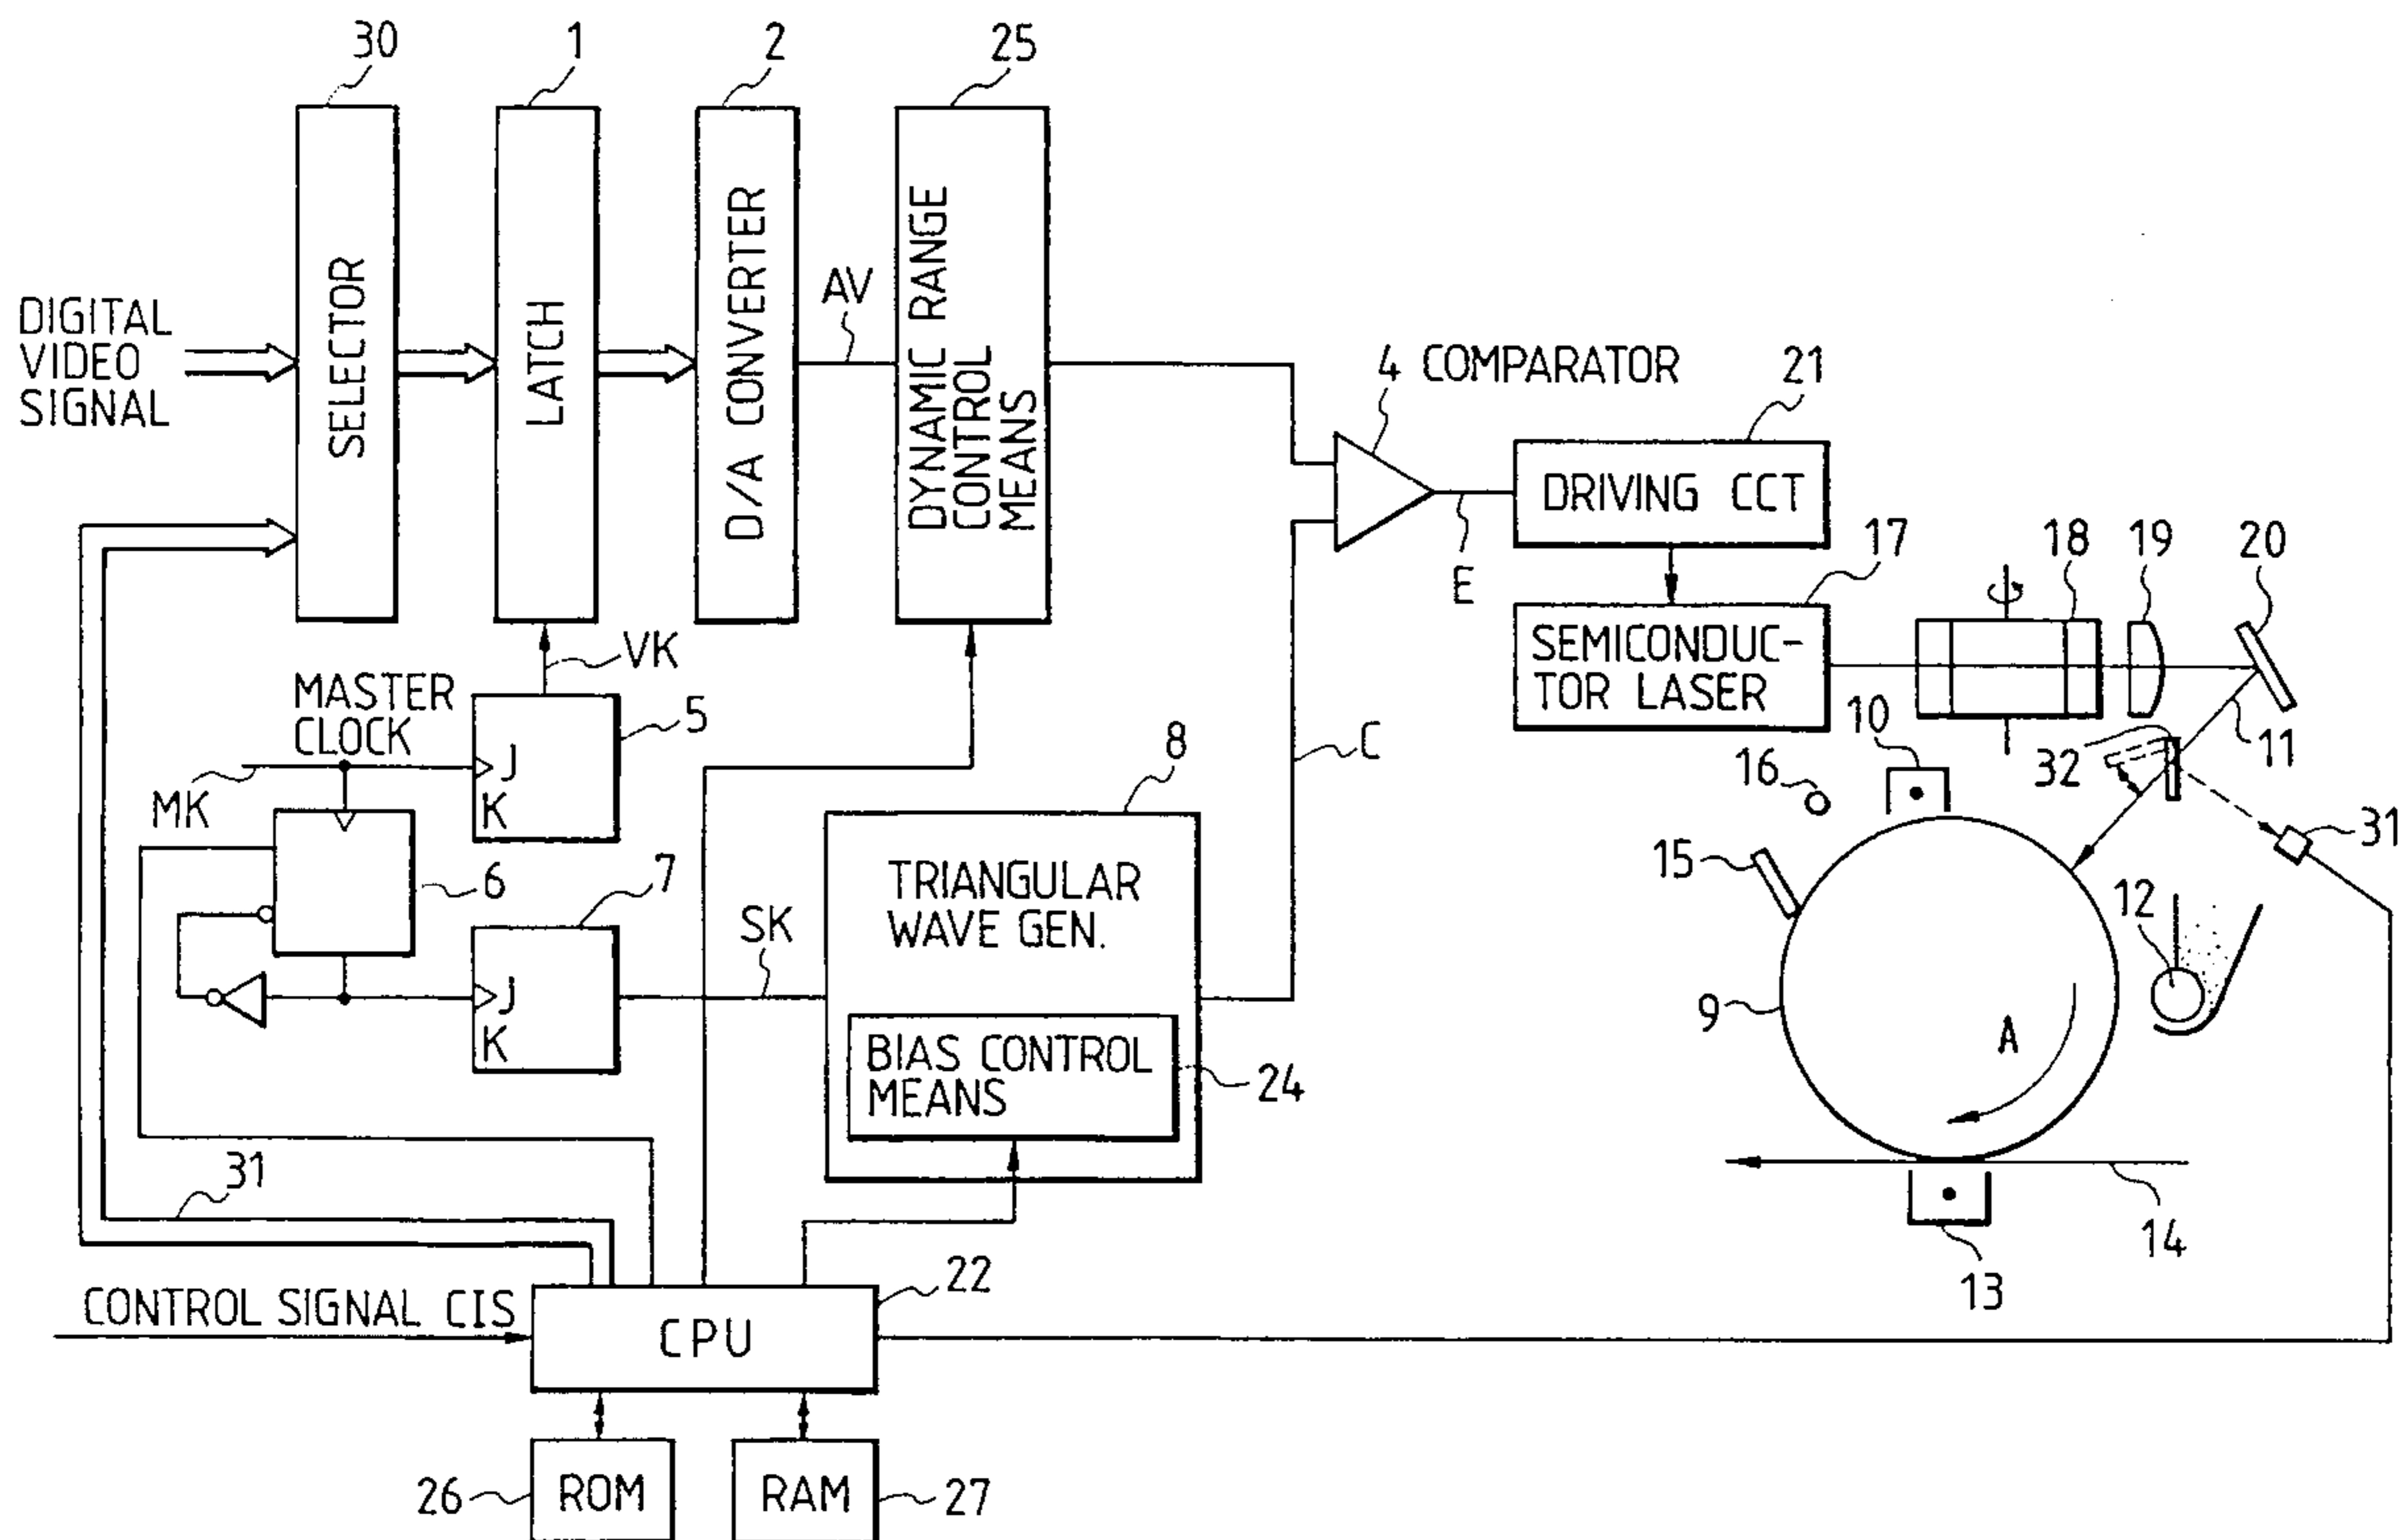 30
1
2
25
DIGITAL
VIDEO
SIGNAL
SELECTOR
LATCH
D/A CONVERTER
AV
DYNAMIC RANGE
CONTROL
MEANS
4 COMPARATOR
21
DRIVING CCT
E
17
SEMICONDUC-
TOR LASER
18
19
20
VK
MASTER
CLOCK
J
K
5
MK
6
7
J
K
SK
8
TRIANGULAR
WAVE GEN.
C
BIAS CONTROL
MEANS
24
10
16
32
11
31
15
12
9
A
14
13
31
CONTROL SIGNAL CIS
22
CPU
26
ROM
RAM
27